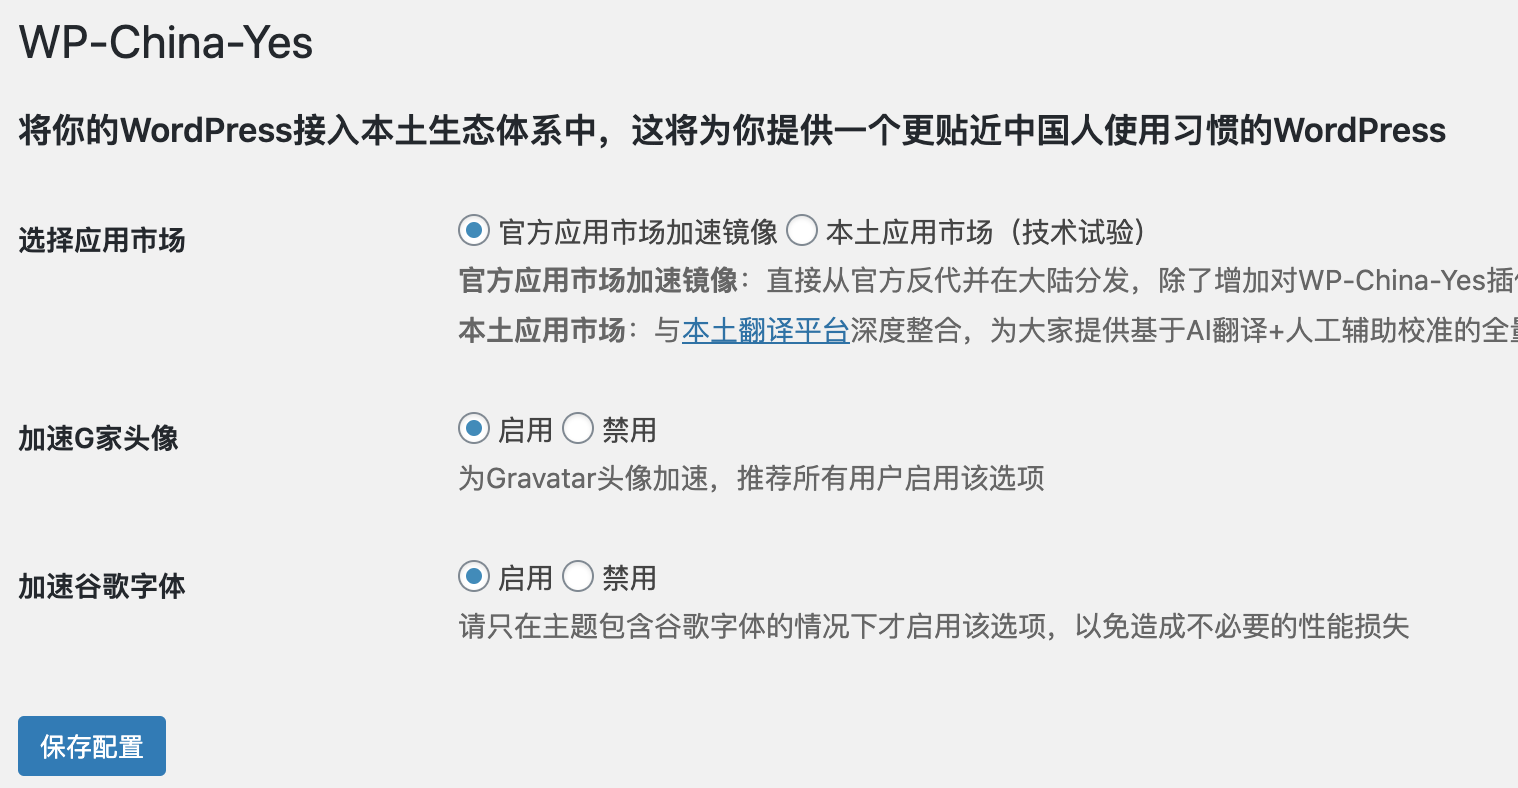 WP-China-Yes
将你的WordPress接入本土生态体系中，这将为你提供一个更贴近中国人使用习惯的WordPress
选择应用市场
官方应用市场加速镜像 本土应用市场（技术试验）
官方应用市场加速镜像：直接从官方反代并在大陆分发，除了增加对WP-China-Yes插
本土应用市场：与本土翻译平台深度整合，为大家提供基于AI翻译+人工辅助校准的全
加速G家头像
启用 禁用
为Gravatar头像加速，推荐所有用户启用该选项
加速谷歌字体
启用 禁用
请只在主题包含谷歌字体的情况下才启用该选项，以免造成不必要的性能损失
保存配置